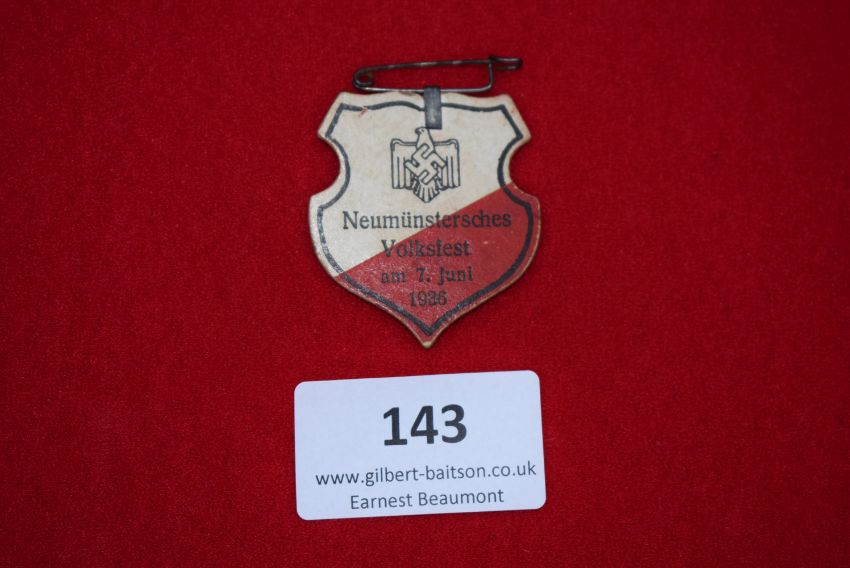 Neumünstersches
Volksfest
am 7. Juni
1936
143
www.gilbert-baitson.co.uk
Earnest Beaumont